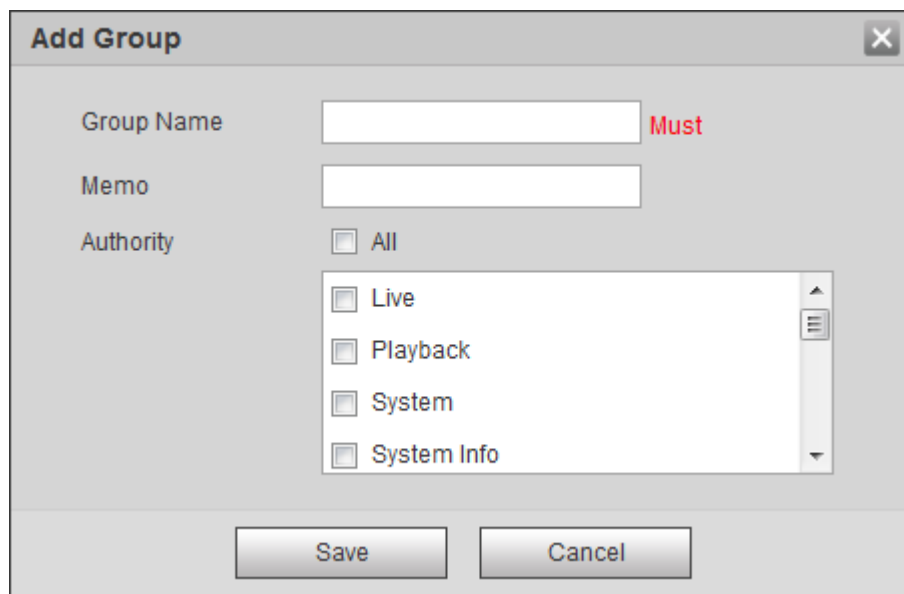 Add Group
Group Name Must
Memo
Authority All
Live
Playback
System
System Info
Save Cancel